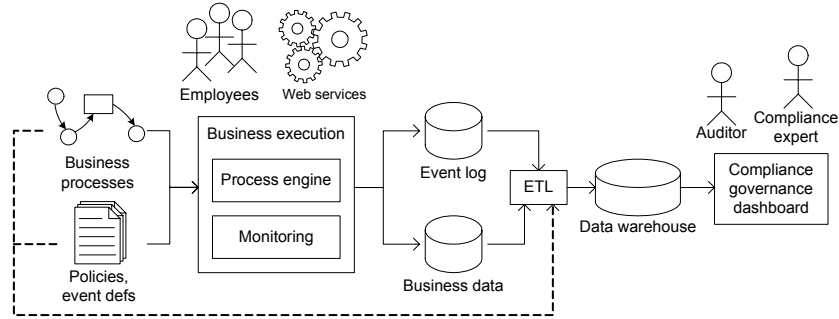 Employees
Web services
Auditor
Compliance
expert
Business
processes
Policies,
event defs
Business execution
Process engine
Monitoring
Event log
Business data
ETL
Data warehouse
Compliance
governance
dashboard